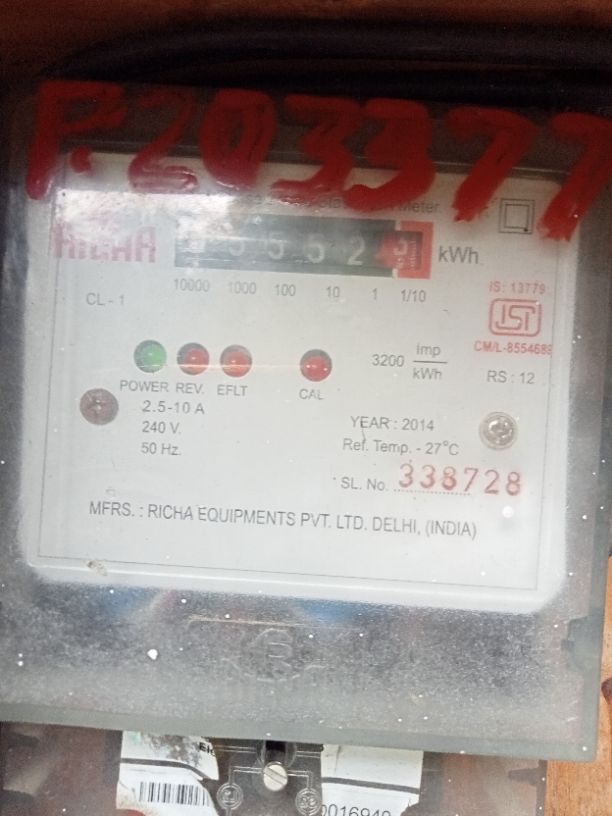 P.203377
RICHA
Meter
5 5 5 2
kWh
10000 1000 100 10 1 1/10
CL - 1
IS : 13779
ISI
CM/L-8554688
3200 imp
kWh
RS : 12
POWER REV. EFLT CAL
2.5-10 A
240 V.
50 Hz.
YEAR : 2014
Ref. Temp. - 27°C
SL. No. 338728
MFRS. : RICHA EQUIPMENTS PVT. LTD. DELHI, (INDIA)